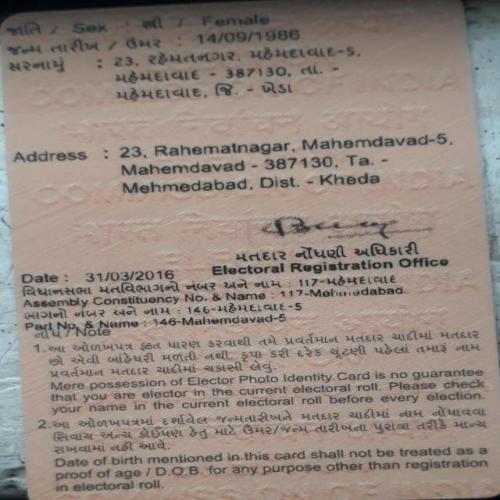 જાતિ / Sex : સ્ત્રી / Female
જન્મ તારીખ / ઉંમર : 14/09/1986
સરનામું : 23, રહેમતનગર, મહેમદાવાદ-5,
મહેમદાવાદ - 387130, તા. -
મહેમદાવાદ, જિ. - ખેડા
Address : 23, Rahematnagar, Mahemdavad-5,
Mahemdavad - 387130, Ta. -
Mehmedabad, Dist. - Kheda
મતદાર નોંધણી અધિકારી
Electoral Registration Office
Date : 31/03/2016
વિધાનસભા મતવિભાગનો નંબર અને નામ : 117-મહેમદાવાદ
Assembly Constituency No. & Name : 117-Mehmedabad
ભાગનો નંબર અને નામ : 146-મહેમદાવાદ-5
Part No. & Name : 146-Mahemdavad-5
નોંધ / Note
1. આ ઓળખપત્ર ફક્ત ધારણ કરવાથી તમે પ્રવર્તમાન મતદાર યાદીમાં મતદાર
છો એવી બાંહેધરી મળતી નથી. કૃપા કરી દરેક ચૂંટણી પહેલાં તમારૂં નામ
પ્રવર્તમાન મતદાર યાદીમાં ચકાસી લેવું.
Mere possession of Elector Photo Identity Card is no guarantee
that you are elector in the current electoral roll. Please check
your name in the current electoral roll before every election.
2. આ ઓળખપત્રમાં દર્શાવેલ જન્મતારીખને મતદાર યાદીમાં નામ નોંધાવવા
સિવાય અન્ય કોઈપણ હેતુ માટે ઉંમર/જન્મ તારીખના પુરાવા તરીકે માન્ય
રાખવામાં નહીં આવે.
Date of birth mentioned in this card shall not be treated as a
proof of age / D.O.B. for any purpose other than registration
in electoral roll.